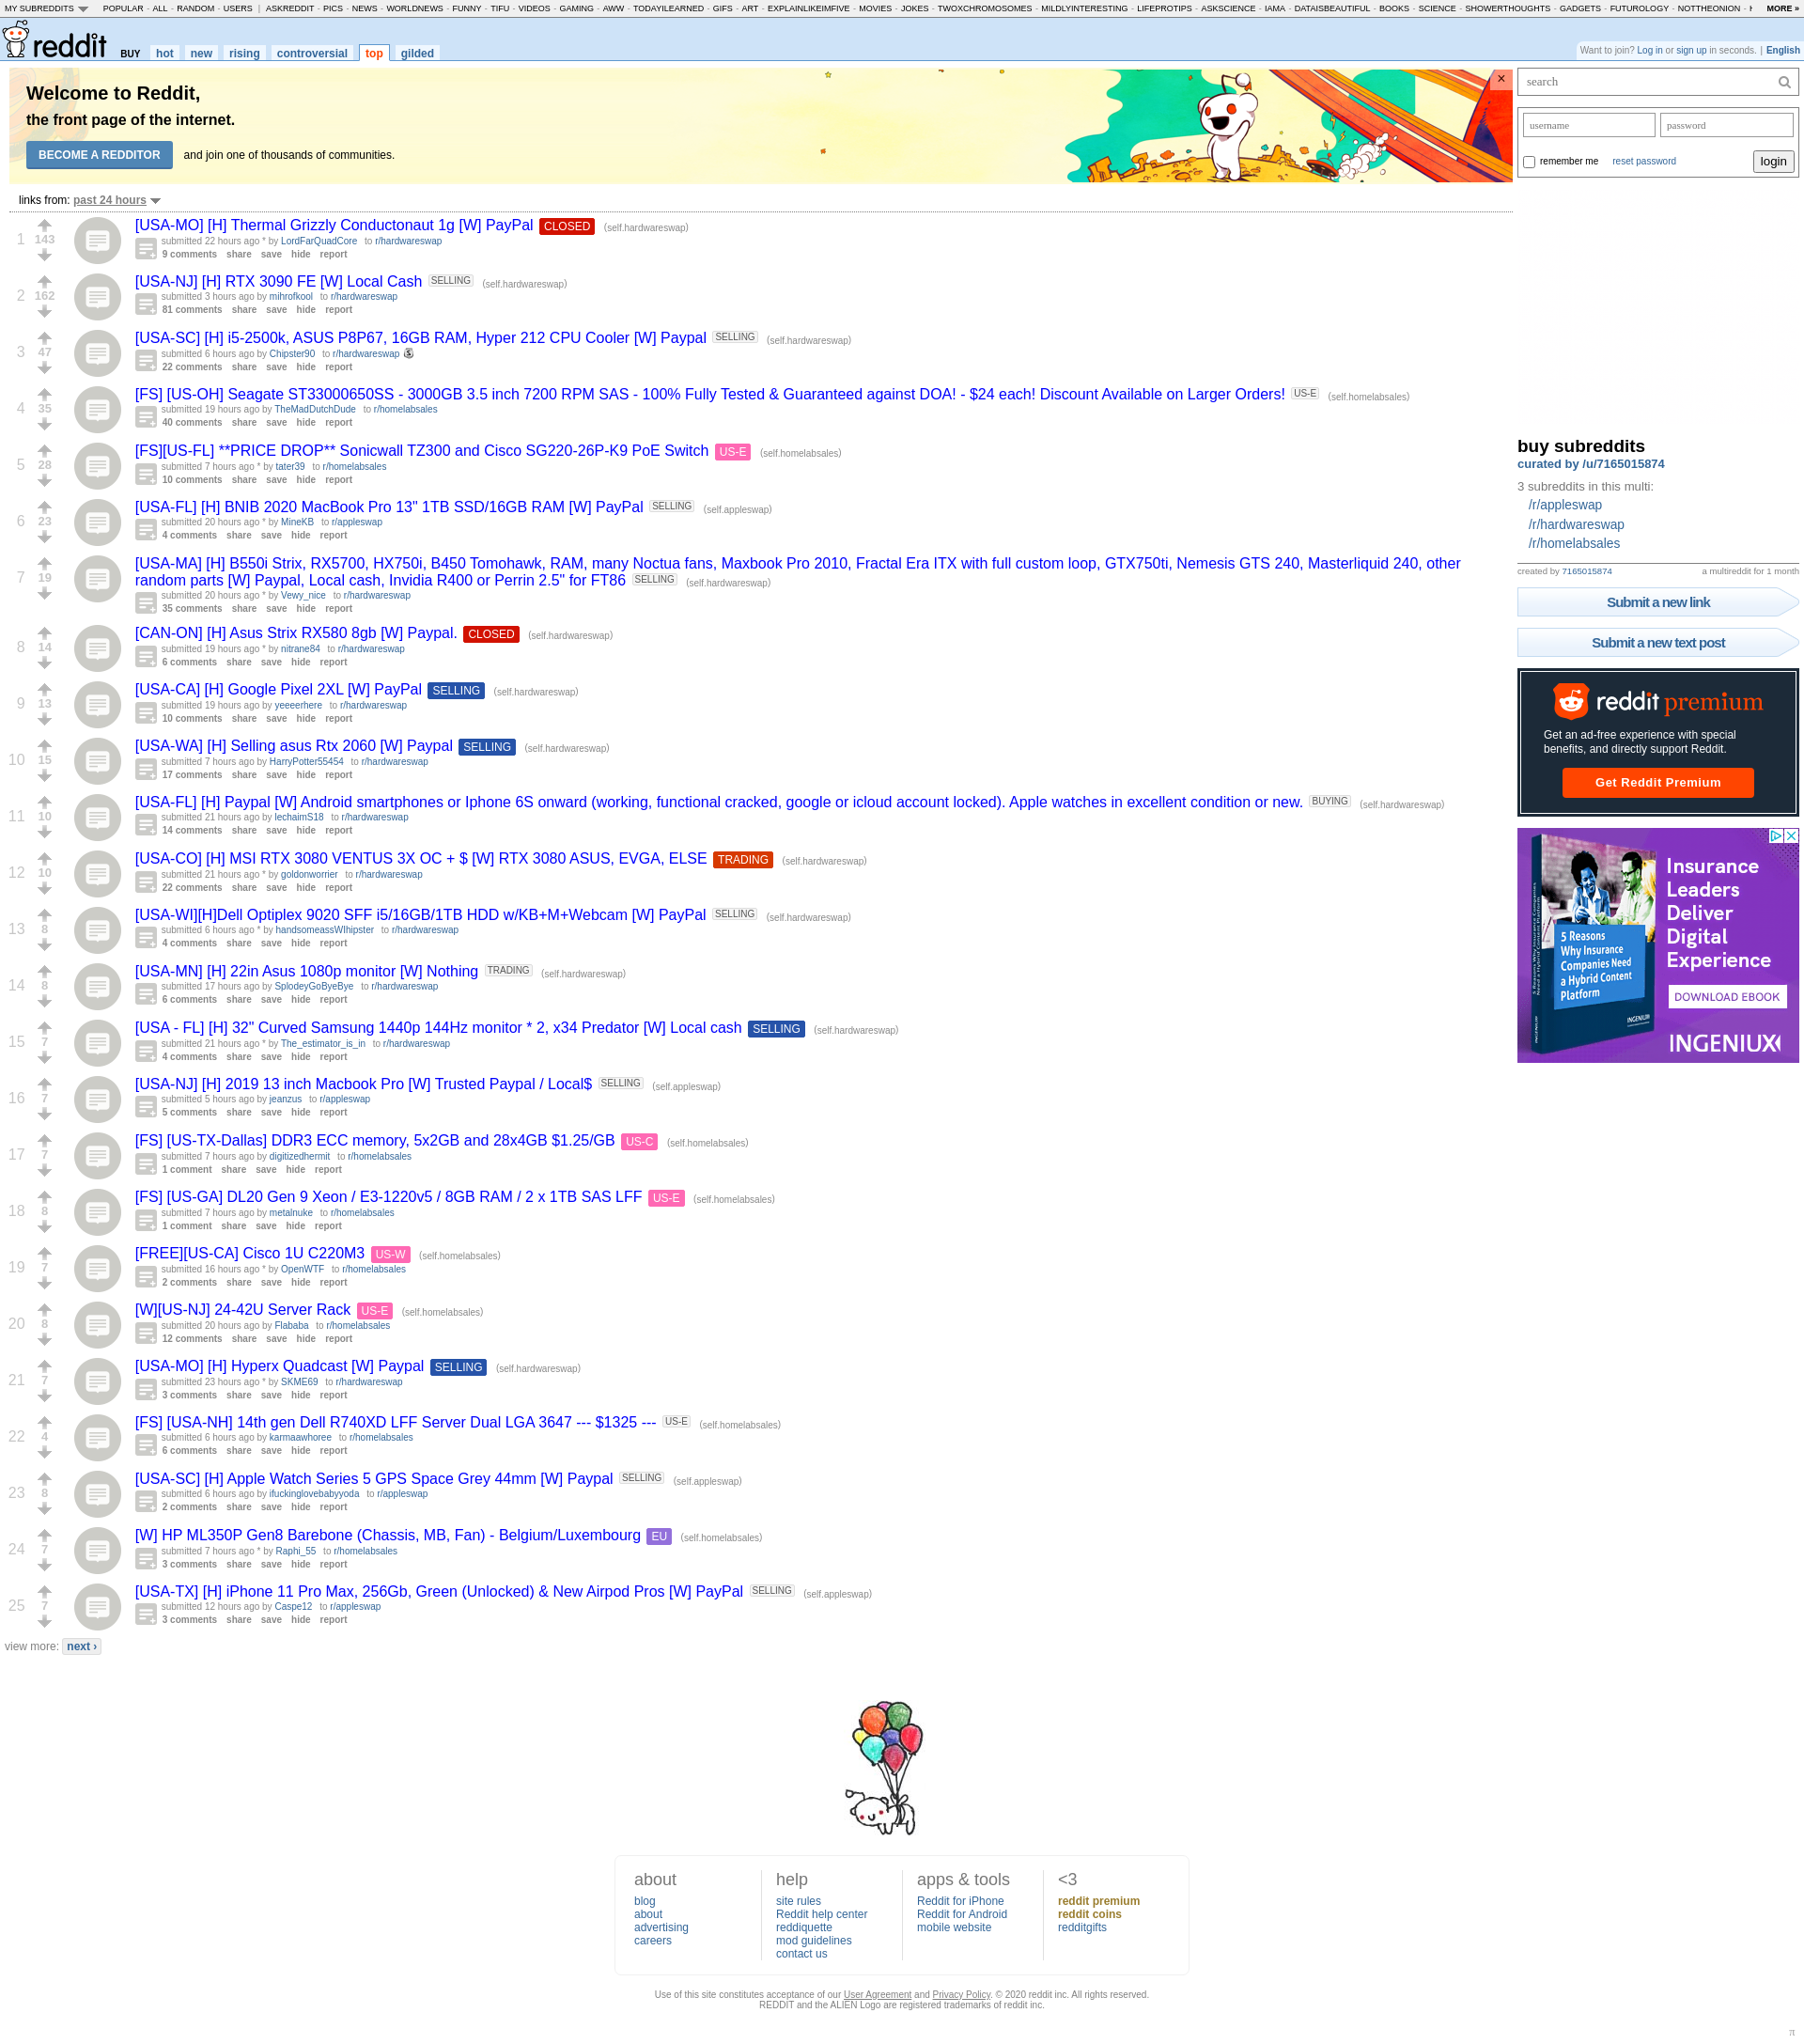 MY SUBREDDITS POPULAR - ALL - RANDOM - USERS | ASKREDDIT - PICS - NEWS - WORLDNEWS - FUNNY - TIFU - VIDEOS - GAMING - AWW - TODAYILEARNED - GIFS - ART - EXPLAINLIKEIMFIVE - MOVIES - JOKES - TWOXCHROMOSOMES - MILDLYINTERESTING - LIFEPROTIPS - ASKSCIENCE - IAMA - DATAISBEAUTIFUL - BOOKS - SCIENCE - SHOWERTHOUGHTS - GADGETS - FUTUROLOGY - NOTTHEONION - MORE »
reddit BUY hot new rising controversial top gilded
Want to join? Log in or sign up in seconds. | English
Welcome to Reddit,
the front page of the internet.
BECOME A REDDITOR and join one of thousands of communities.
links from: past 24 hours
1 143 [USA-MO] [H] Thermal Grizzly Conductonaut 1g [W] PayPal CLOSED (self.hardwareswap)
submitted 22 hours ago * by LordFarQuadCore to r/hardwareswap
9 comments share save hide report
2 162 [USA-NJ] [H] RTX 3090 FE [W] Local Cash SELLING (self.hardwareswap)
submitted 3 hours ago by mihrofkool to r/hardwareswap
81 comments share save hide report
3 47 [USA-SC] [H] i5-2500k, ASUS P8P67, 16GB RAM, Hyper 212 CPU Cooler [W] Paypal SELLING (self.hardwareswap)
submitted 6 hours ago by Chipster90 to r/hardwareswap
22 comments share save hide report
4 35 [FS] [US-OH] Seagate ST33000650SS - 3000GB 3.5 inch 7200 RPM SAS - 100% Fully Tested & Guaranteed against DOA! - $24 each! Discount Available on Larger Orders! US-E (self.homelabsales)
submitted 19 hours ago by TheMadDutchDude to r/homelabsales
40 comments share save hide report
5 28 [FS][US-FL] **PRICE DROP** Sonicwall TZ300 and Cisco SG220-26P-K9 PoE Switch US-E (self.homelabsales)
submitted 7 hours ago * by tater39 to r/homelabsales
10 comments share save hide report
6 23 [USA-FL] [H] BNIB 2020 MacBook Pro 13" 1TB SSD/16GB RAM [W] PayPal SELLING (self.appleswap)
submitted 20 hours ago * by MineKB to r/appleswap
4 comments share save hide report
7 19 [USA-MA] [H] B550i Strix, RX5700, HX750i, B450 Tomohawk, RAM, many Noctua fans, Maxbook Pro 2010, Fractal Era ITX with full custom loop, GTX750ti, Nemesis GTS 240, Masterliquid 240, other
random parts [W] Paypal, Local cash, Invidia R400 or Perrin 2.5" for FT86 SELLING (self.hardwareswap)
submitted 20 hours ago * by Vewy_nice to r/hardwareswap
35 comments share save hide report
8 14 [CAN-ON] [H] Asus Strix RX580 8gb [W] Paypal. CLOSED (self.hardwareswap)
submitted 19 hours ago * by nitrane84 to r/hardwareswap
6 comments share save hide report
9 13 [USA-CA] [H] Google Pixel 2XL [W] PayPal SELLING (self.hardwareswap)
submitted 19 hours ago by yeeeerhere to r/hardwareswap
10 comments share save hide report
10 15 [USA-WA] [H] Selling asus Rtx 2060 [W] Paypal SELLING (self.hardwareswap)
submitted 7 hours ago by HarryPotter55454 to r/hardwareswap
17 comments share save hide report
11 10 [USA-FL] [H] Paypal [W] Android smartphones or Iphone 6S onward (working, functional cracked, google or icloud account locked). Apple watches in excellent condition or new. BUYING (self.hardwareswap)
submitted 21 hours ago by lechaimS18 to r/hardwareswap
14 comments share save hide report
12 10 [USA-CO] [H] MSI RTX 3080 VENTUS 3X OC + $ [W] RTX 3080 ASUS, EVGA, ELSE TRADING (self.hardwareswap)
submitted 21 hours ago * by goldonworrier to r/hardwareswap
22 comments share save hide report
13 8 [USA-WI][H]Dell Optiplex 9020 SFF i5/16GB/1TB HDD w/KB+M+Webcam [W] PayPal SELLING (self.hardwareswap)
submitted 6 hours ago * by handsomeassWIhipster to r/hardwareswap
4 comments share save hide report
14 8 [USA-MN] [H] 22in Asus 1080p monitor [W] Nothing TRADING (self.hardwareswap)
submitted 17 hours ago by SplodeyGoByeBye to r/hardwareswap
6 comments share save hide report
15 7 [USA - FL] [H] 32" Curved Samsung 1440p 144Hz monitor * 2, x34 Predator [W] Local cash SELLING (self.hardwareswap)
submitted 21 hours ago * by The_estimator_is_in to r/hardwareswap
4 comments share save hide report
16 7 [USA-NJ] [H] 2019 13 inch Macbook Pro [W] Trusted Paypal / Local$ SELLING (self.appleswap)
submitted 5 hours ago by jeanzus to r/appleswap
5 comments share save hide report
17 7 [FS] [US-TX-Dallas] DDR3 ECC memory, 5x2GB and 28x4GB $1.25/GB US-C (self.homelabsales)
submitted 7 hours ago by digitizedhermit to r/homelabsales
1 comment share save hide report
18 8 [FS] [US-GA] DL20 Gen 9 Xeon / E3-1220v5 / 8GB RAM / 2 x 1TB SAS LFF US-E (self.homelabsales)
submitted 7 hours ago by metalnuke to r/homelabsales
1 comment share save hide report
19 7 [FREE][US-CA] Cisco 1U C220M3 US-W (self.homelabsales)
submitted 16 hours ago * by OpenWTF to r/homelabsales
2 comments share save hide report
20 8 [W][US-NJ] 24-42U Server Rack US-E (self.homelabsales)
submitted 20 hours ago by Flababa to r/homelabsales
12 comments share save hide report
21 7 [USA-MO] [H] Hyperx Quadcast [W] Paypal SELLING (self.hardwareswap)
submitted 23 hours ago * by SKME69 to r/hardwareswap
3 comments share save hide report
22 4 [FS] [USA-NH] 14th gen Dell R740XD LFF Server Dual LGA 3647 --- $1325 --- US-E (self.homelabsales)
submitted 6 hours ago by karmaawhoree to r/homelabsales
6 comments share save hide report
23 8 [USA-SC] [H] Apple Watch Series 5 GPS Space Grey 44mm [W] Paypal SELLING (self.appleswap)
submitted 6 hours ago by ifuckinglovebabyyoda to r/appleswap
2 comments share save hide report
24 7 [W] HP ML350P Gen8 Barebone (Chassis, MB, Fan) - Belgium/Luxembourg EU (self.homelabsales)
submitted 7 hours ago * by Raphi_55 to r/homelabsales
3 comments share save hide report
25 7 [USA-TX] [H] iPhone 11 Pro Max, 256Gb, Green (Unlocked) & New Airpod Pros [W] PayPal SELLING (self.appleswap)
submitted 12 hours ago by Caspe12 to r/appleswap
3 comments share save hide report
view more: next ›
search
username password
remember me reset password login
buy subreddits
curated by /u/7165015874
3 subreddits in this multi:
/r/appleswap
/r/hardwareswap
/r/homelabsales
created by 7165015874 a multireddit for 1 month
Submit a new link
Submit a new text post
reddit premium
Get an ad-free experience with special
benefits, and directly support Reddit.
Get Reddit Premium
Insurance
Leaders
Deliver
Digital
Experience
5 Reasons
Why Insurance
Companies Need
a Hybrid Content
Platform
DOWNLOAD EBOOK
INGENIUX
INGENIUX
about
blog
about
advertising
careers
help
site rules
Reddit help center
reddiquette
mod guidelines
contact us
apps & tools
Reddit for iPhone
Reddit for Android
mobile website
<3
reddit premium
reddit coins
redditgifts
Use of this site constitutes acceptance of our User Agreement and Privacy Policy. © 2020 reddit inc. All rights reserved.
REDDIT and the ALIEN Logo are registered trademarks of reddit inc.
π